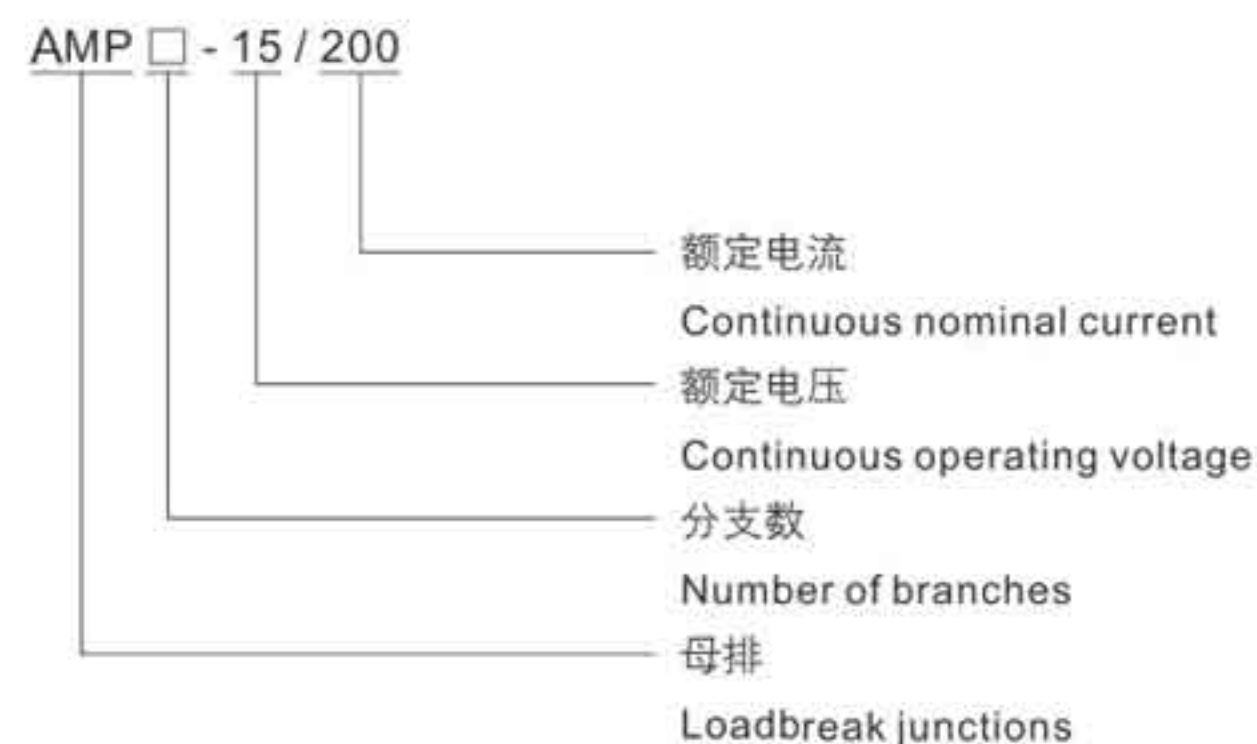 AMP □ - 15 / 200
额定电流
Continuous nominal current
额定电压
Continuous operating voltage
分支数
Number of branches
母排
Loadbreak junctions